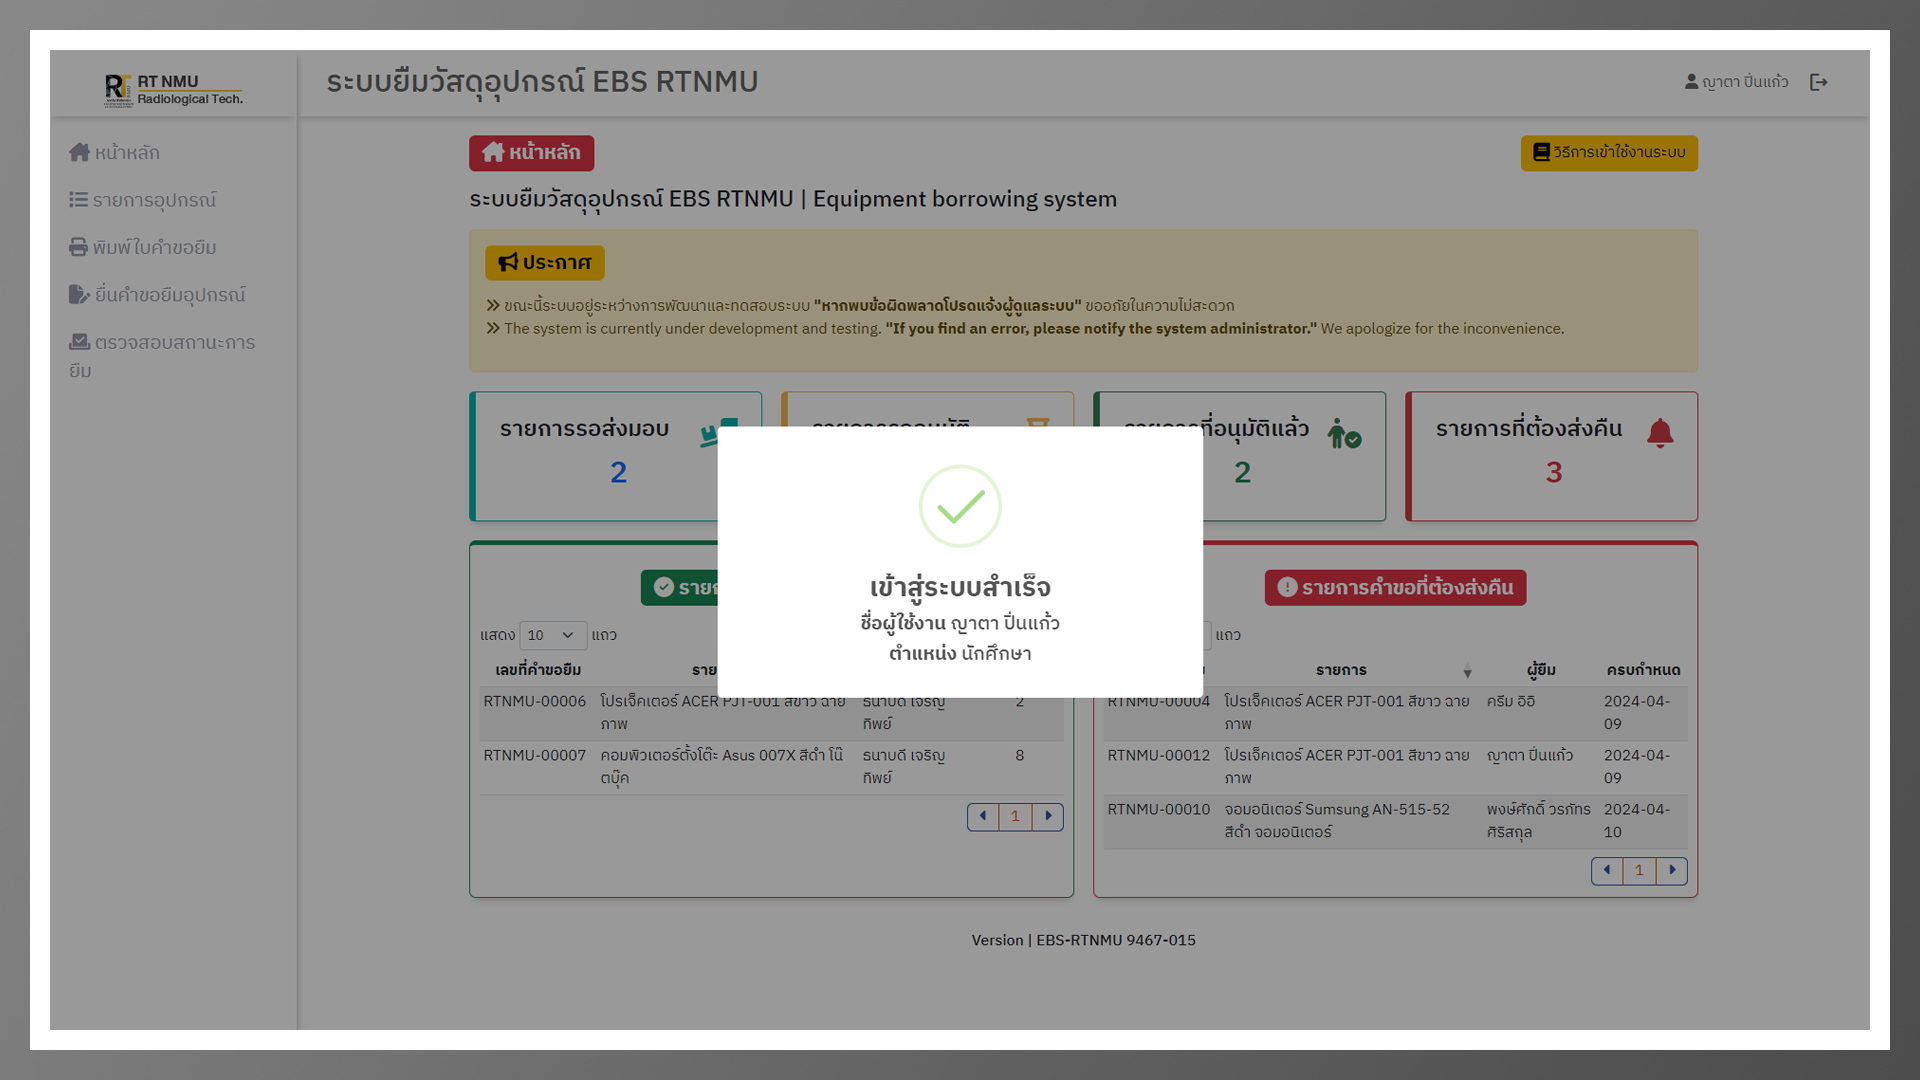 RT NMU
Radiological Tech.
ระบบยืมวัสดุอุปกรณ์ EBS RTNMU
ญาตา ปิ่นแก้ว
หน้าหลัก
รายการอุปกรณ์
พิมพ์ใบคำขอยืม
ยื่นคำขอยืมอุปกรณ์
ตรวจสอบสถานะการ
ยืม
หน้าหลัก
วิธีการเข้าใช้งานระบบ
ระบบยืมวัสดุอุปกรณ์ EBS RTNMU | Equipment borrowing system
ประกาศ
ขณะนี้ระบบอยู่ระหว่างการพัฒนาและทดสอบระบบ "หากพบข้อผิดพลาดโปรดแจ้งผู้ดูแลระบบ" ขออภัยในความไม่สะดวก
The system is currently under development and testing. "If you find an error, please notify the system administrator." We apologize for the inconvenience.
รายการรอส่งมอบ
2
รายการที่อนุมัติแล้ว
2
รายการที่ต้องส่งคืน
3
เข้าสู่ระบบสำเร็จ
ชื่อผู้ใช้งาน ญาตา ปิ่นแก้ว
ตำแหน่ง นักศึกษา
แสดง 10 แถว
เลขที่คำขอยืม
RTNMU-00006 โปรเจ็คเตอร์ ACER PJT-001 สีขาว ฉาย
ภาพ
ธนาบดี เจริญ
ทิพย์
2
RTNMU-00007 คอมพิวเตอร์ตั้งโต๊ะ Asus 007X สีดำ โน๊
ตบุ๊ค
ธนาบดี เจริญ
ทิพย์
8
1
รายการคำขอที่ต้องส่งคืน
แถว
รายการ ผู้ยืม ครบกำหนด
RTNMU-00004 โปรเจ็คเตอร์ ACER PJT-001 สีขาว ฉาย
ภาพ
ครีม อิอิ
2024-04-
09
RTNMU-00012 โปรเจ็คเตอร์ ACER PJT-001 สีขาว ฉาย
ภาพ
ญาตา ปิ่นแก้ว
2024-04-
09
RTNMU-00010 จอมอนิเตอร์ Sumsung AN-515-52
สีดำ จอมอนิเตอร์
พงษ์ศักดิ์ วรภัทร
ศิริสกุล
2024-04-
10
1
Version | EBS-RTNMU 9467-015